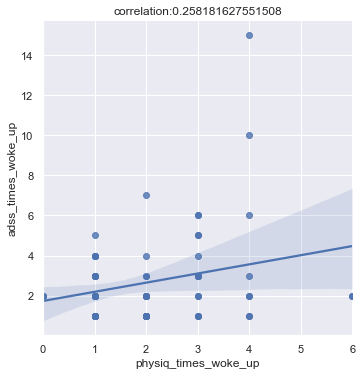 correlation:0.258181627551508
14
12
10
8
6
4
2
adss_times_woke_up
0 1 2 3 4 5 6
physiq_times_woke_up